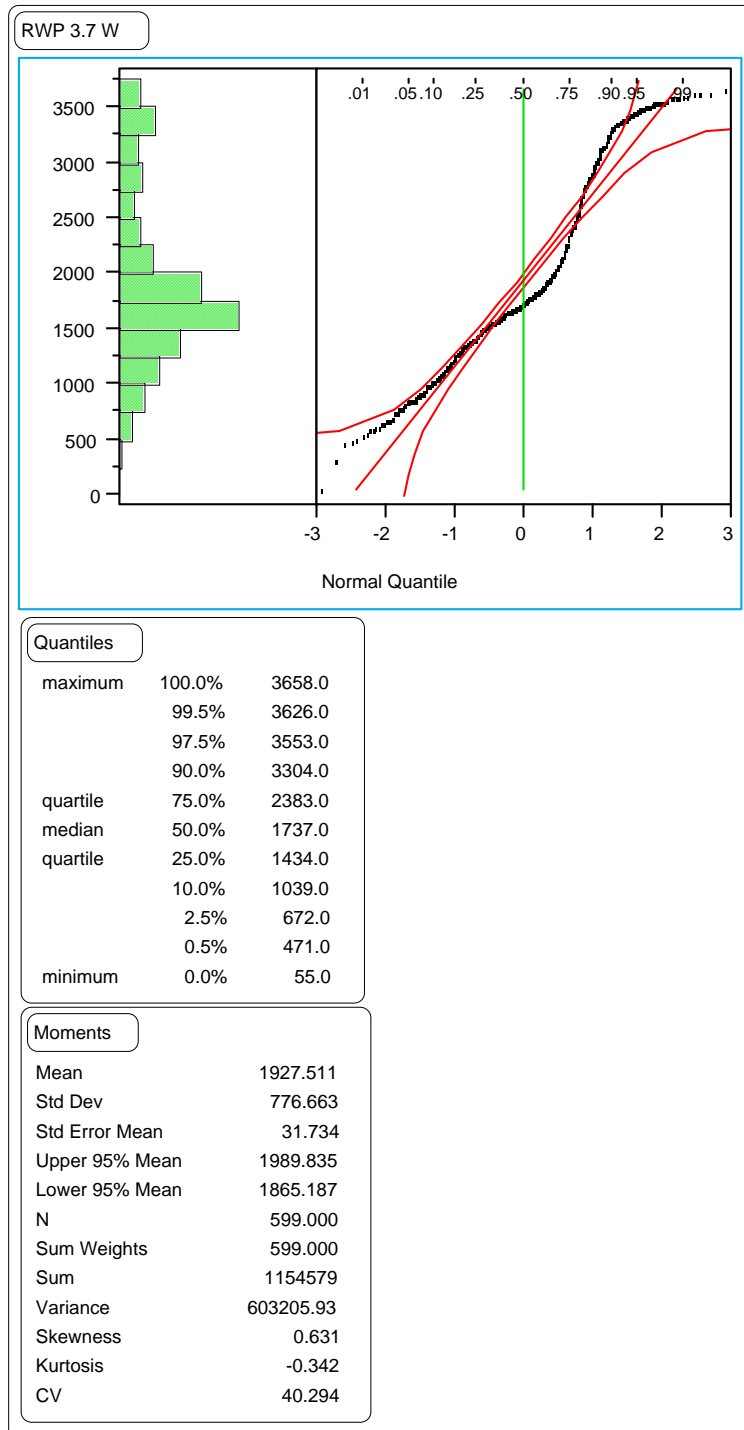 RWP 3.7 W
.01 .05 .10 .25 .50 .75 .90 .95 .99
3500
3000
2500
2000
1500
1000
500
0
-3 -2 -1 0 1 2 3
Normal Quantile
Quantiles
maximum 100.0% 3658.0
99.5% 3626.0
97.5% 3553.0
90.0% 3304.0
quartile 75.0% 2383.0
median 50.0% 1737.0
quartile 25.0% 1434.0
10.0% 1039.0
2.5% 672.0
0.5% 471.0
minimum 0.0% 55.0
Moments
Mean 1927.511
Std Dev 776.663
Std Error Mean 31.734
Upper 95% Mean 1989.835
Lower 95% Mean 1865.187
N 599.000
Sum Weights 599.000
Sum 1154579
Variance 603205.93
Skewness 0.631
Kurtosis -0.342
CV 40.294